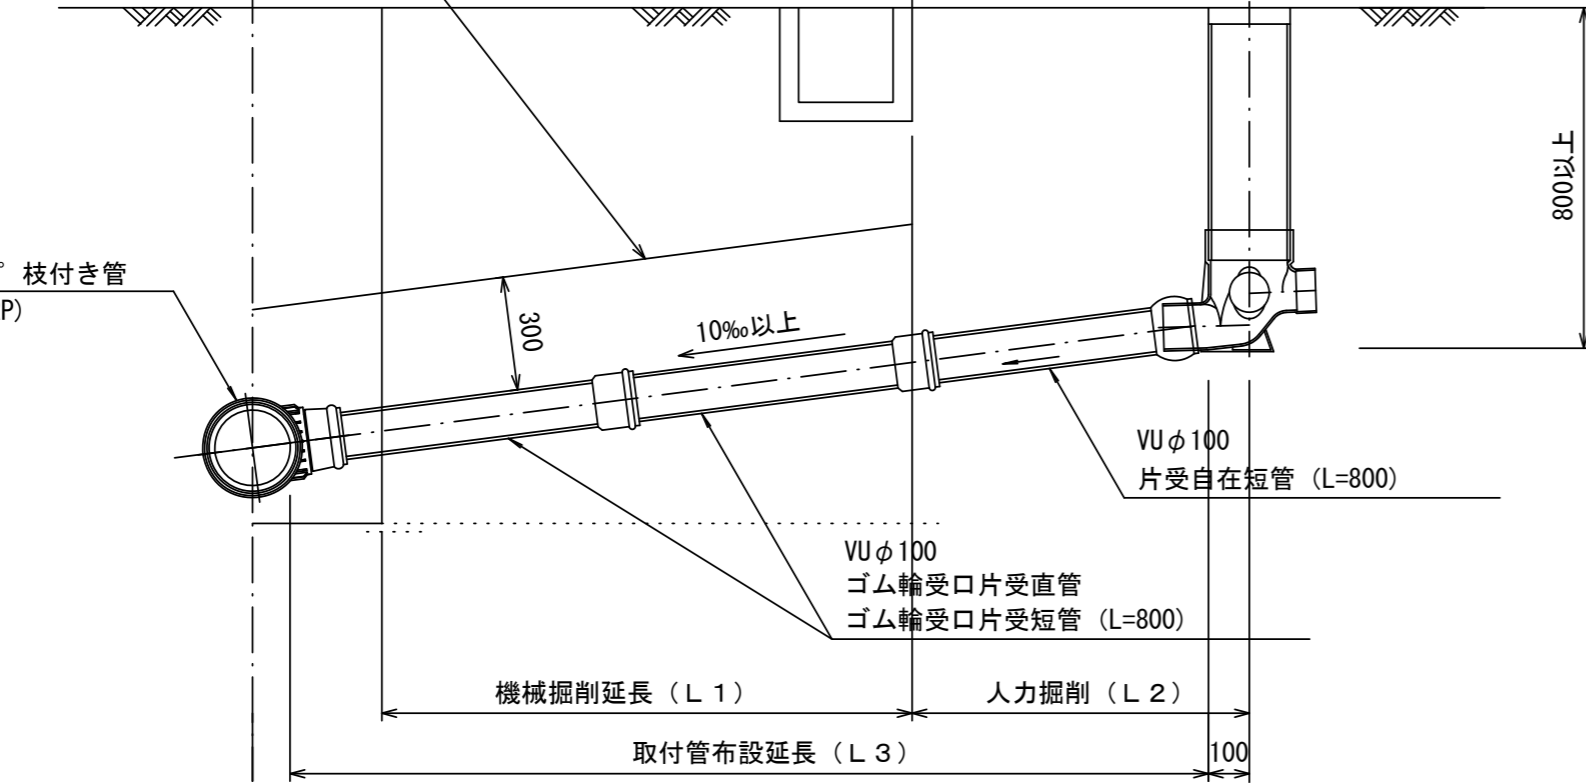 800以上
゜枝付き管
P)
300
10‰以上
VUφ100
片受自在短管（L=800）
VUφ100
ゴム輪受口片受直管
ゴム輪受口片受短管（L=800）
機械掘削延長（Ｌ１）
人力掘削（Ｌ２）
取付管布設延長（Ｌ３）
100